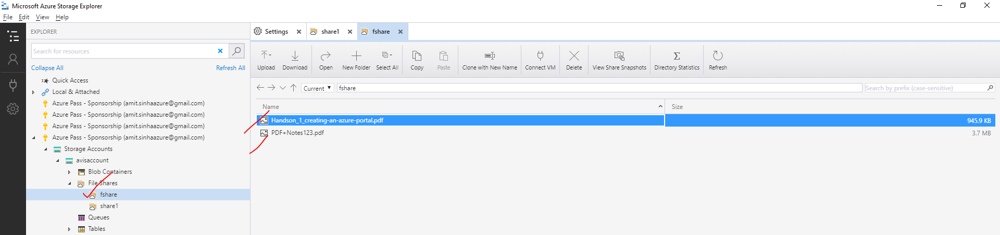 Microsoft Azure Storage Explorer
File Edit View Help
EXPLORER
Search for resources
Collapse All Refresh All
Quick Access
Local & Attached
Azure Pass - Sponsorship (amit.sinhaazure@gmail.com)
Azure Pass - Sponsorship (amit.sinhaazure@gmail.com)
Azure Pass - Sponsorship (amit.sinhaazure@gmail.com)
Azure Pass - Sponsorship (amit.sinhaazure@gmail.com)
Storage Accounts
avisaccount
Blob Containers
File Shares
fshare
share1
Queues
Tables
Settings share1 fshare
Upload Download Open New Folder Select All Copy Paste Clone with New Name Connect VM Delete View Share Snapshots Directory Statistics Refresh
Current fshare Search by prefix (case-sensitive)
Name Size
Handson_1_creating-an-azure-portal.pdf 945.9 KB
PDF+Notes123.pdf 3.7 MB